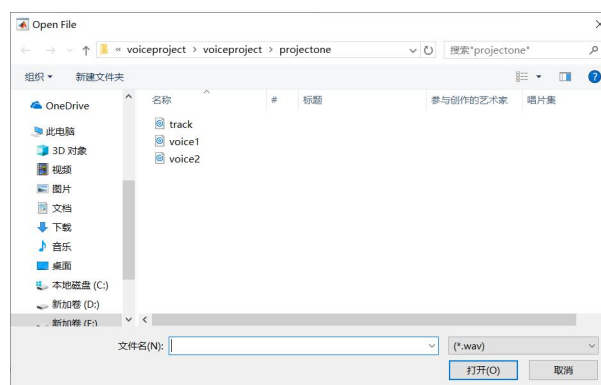 Open File
« voiceproject › voiceproject › projectone
搜索"projectone"
组织
新建文件夹
名称 # 标题 参与创作的艺术家 唱片集
OneDrive
此电脑
3D 对象
视频
图片
文档
下载
音乐
桌面
本地磁盘 (C:)
新加卷 (D:)
新加卷 (E:)
track
voice1
voice2
文件名(N):
(*.wav)
打开(O) 取消